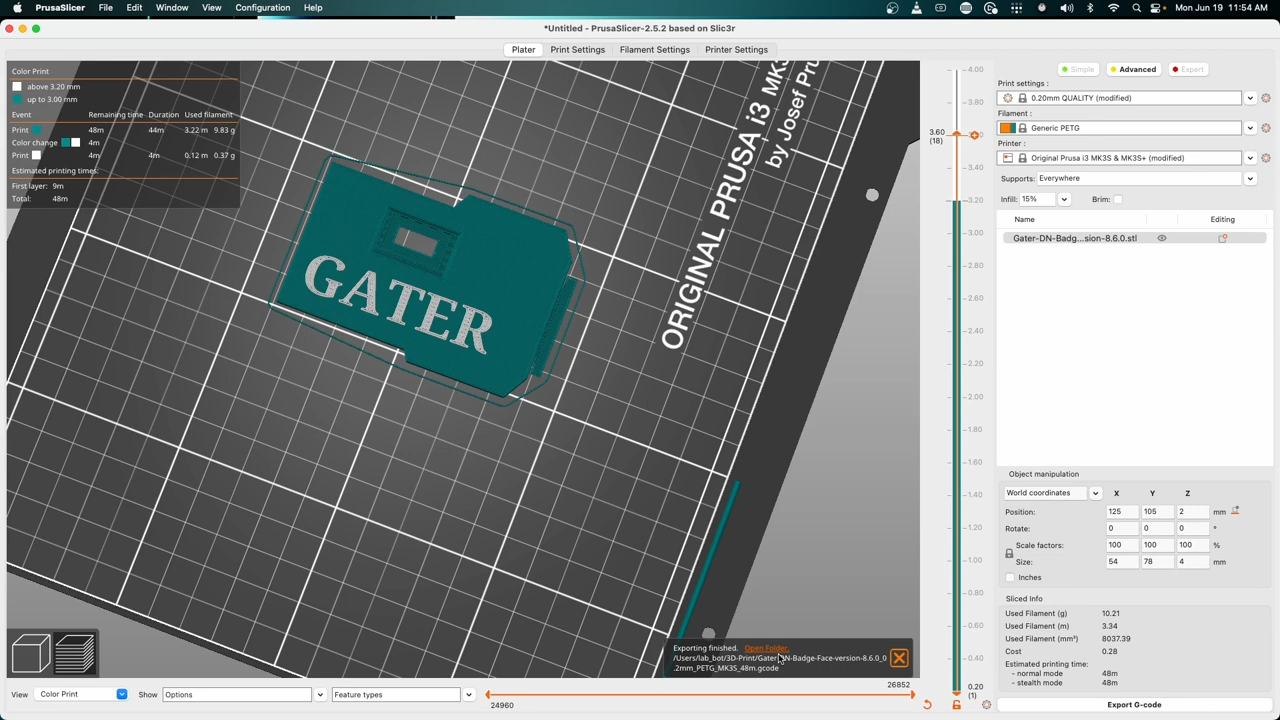 PrusaSlicer File Edit Window View Configuration Help Mon Jun 19 11:54 AM
*Untitled - PrusaSlicer-2.5.2 based on Slic3r
Plater Print Settings Filament Settings Printer Settings
Color Print
above 3.20 mm
up to 3.00 mm
Event Remaining time Duration Used filament
Print 48m 44m 3.22 m 9.83 g
Color change 4m
Print 4m 4m 0.12 m 0.37 g
Estimated printing times:
First layer: 9m
Total: 48m
GATER
ORIGINAL PRUSA i3 MK3
by Josef Pru
4.00
3.80
3.60
(18)
3.40
3.20
3.00
2.80
2.60
2.40
2.20
2.00
1.80
1.60
1.40
1.20
1.00
0.80
0.60
0.40
0.20
(1)
Simple Advanced Expert
Print settings :
0.20mm QUALITY (modified)
Filament :
Generic PETG
Printer :
Original Prusa i3 MK3S & MK3S+ (modified)
Supports: Everywhere
Infill: 15% Brim:
Name Editing
Gater-DN-Badg...sion-8.6.0.stl
Object manipulation
World coordinates X Y Z
Position: 125 105 2 mm
Rotate: 0 0 0 °
Scale factors: 100 100 100 %
Size: 54 78 4 mm
Inches
Sliced Info
Used Filament (g) 10.21
Used Filament (m) 3.34
Used Filament (mm³) 8037.39
Cost 0.28
Estimated printing time:
- normal mode 48m
- stealth mode 48m
Export G-code
Exporting finished. Open Folder.
/Users/lab_bot/3D-Print/Gater-DN-Badge-Face-version-8.6.0_0
.2mm_PETG_MK3S_48m.gcode
View Color Print Show Options Feature types
26852
24960